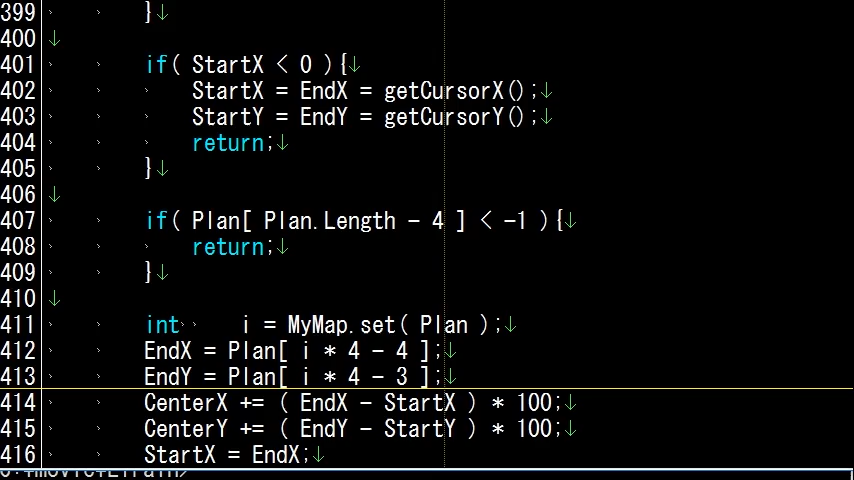 399 }↓
400 ↓
401 if( StartX < 0 ){↓
402 StartX = EndX = getCursorX();↓
403 StartY = EndY = getCursorY();↓
404 return;↓
405 }↓
406 ↓
407 if( Plan[ Plan.Length - 4 ] < -1 ){↓
408 return;↓
409 }↓
410 ↓
411 int i = MyMap.set( Plan );↓
412 EndX = Plan[ i * 4 - 4 ];↓
413 EndY = Plan[ i * 4 - 3 ];↓
414 CenterX += ( EndX - StartX ) * 100;↓
415 CenterY += ( EndY - StartY ) * 100;↓
416 StartX = EndX;↓